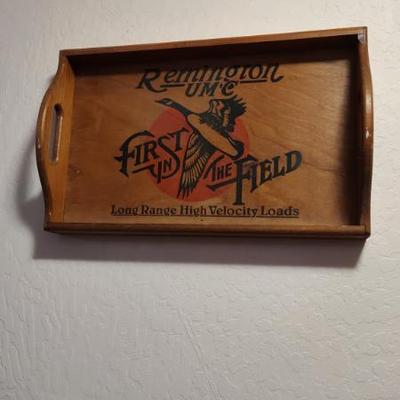 Remington
UMC
FIRST
IN THE FIELD
Long Range High Velocity Loads